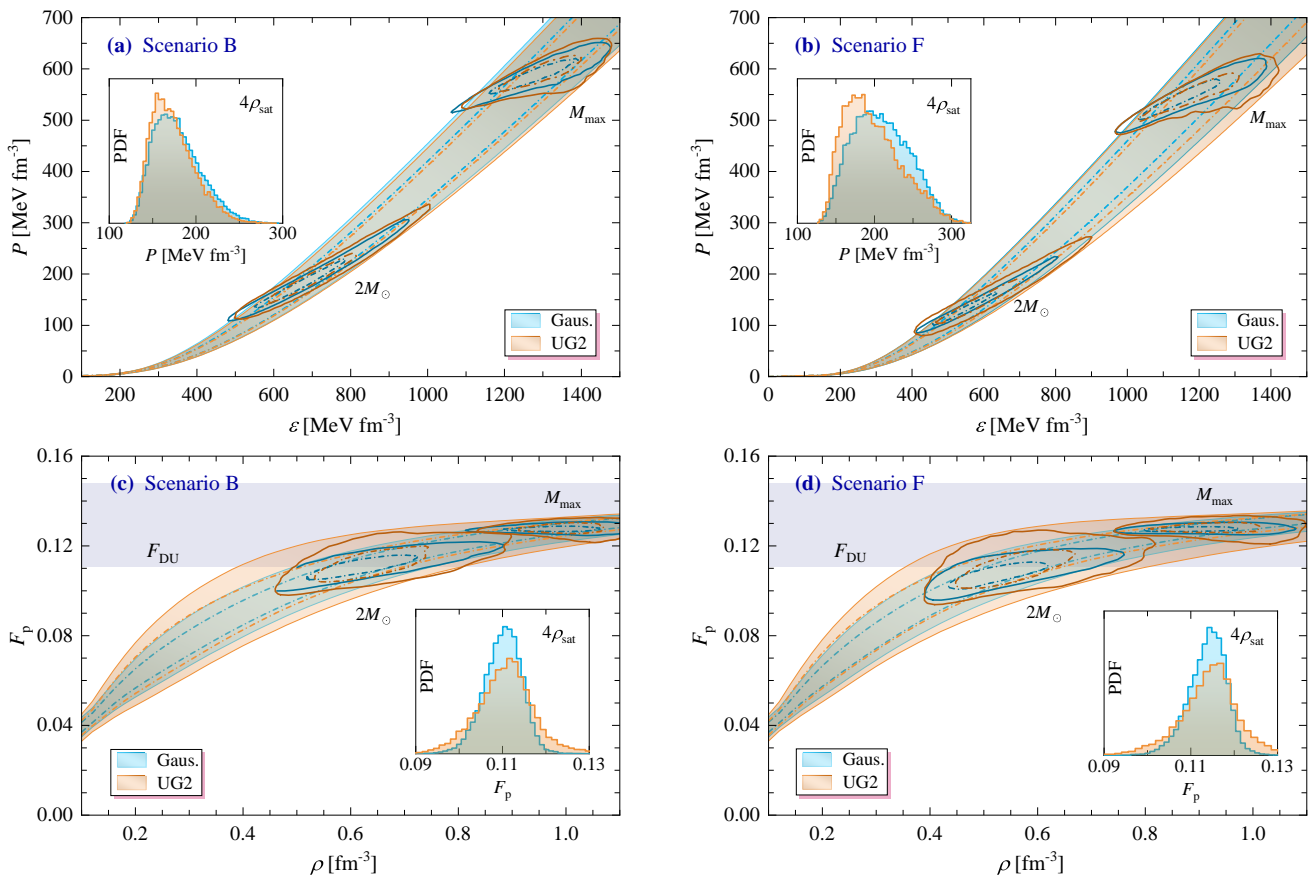 (a) Scenario B
700
600
500
400
300
200
100
0
P [MeV fm⁻³]
200
400
600
800
1000
1200
1400
ε [MeV fm⁻³]
PDF
4ρsat
100
200
300
P [MeV fm⁻³]
Mmax
2M⊙
Gaus.
UG2
(b) Scenario F
700
600
500
400
300
200
100
0
P [MeV fm⁻³]
0
200
400
600
800
1000
1200
1400
ε [MeV fm⁻³]
PDF
4ρsat
100
200
300
P [MeV fm⁻³]
Mmax
2M⊙
Gaus.
UG2
(c) Scenario B
0.16
0.12
0.08
0.04
0.00
Fp
0.2
0.4
0.6
0.8
1.0
ρ [fm⁻³]
Mmax
FDU
2M⊙
PDF
4ρsat
0.09
0.11
0.13
Fp
Gaus.
UG2
(d) Scenario F
0.16
0.12
0.08
0.04
0.00
Fp
0.2
0.4
0.6
0.8
1.0
ρ [fm⁻³]
Mmax
FDU
2M⊙
PDF
4ρsat
0.09
0.11
0.13
Fp
Gaus.
UG2